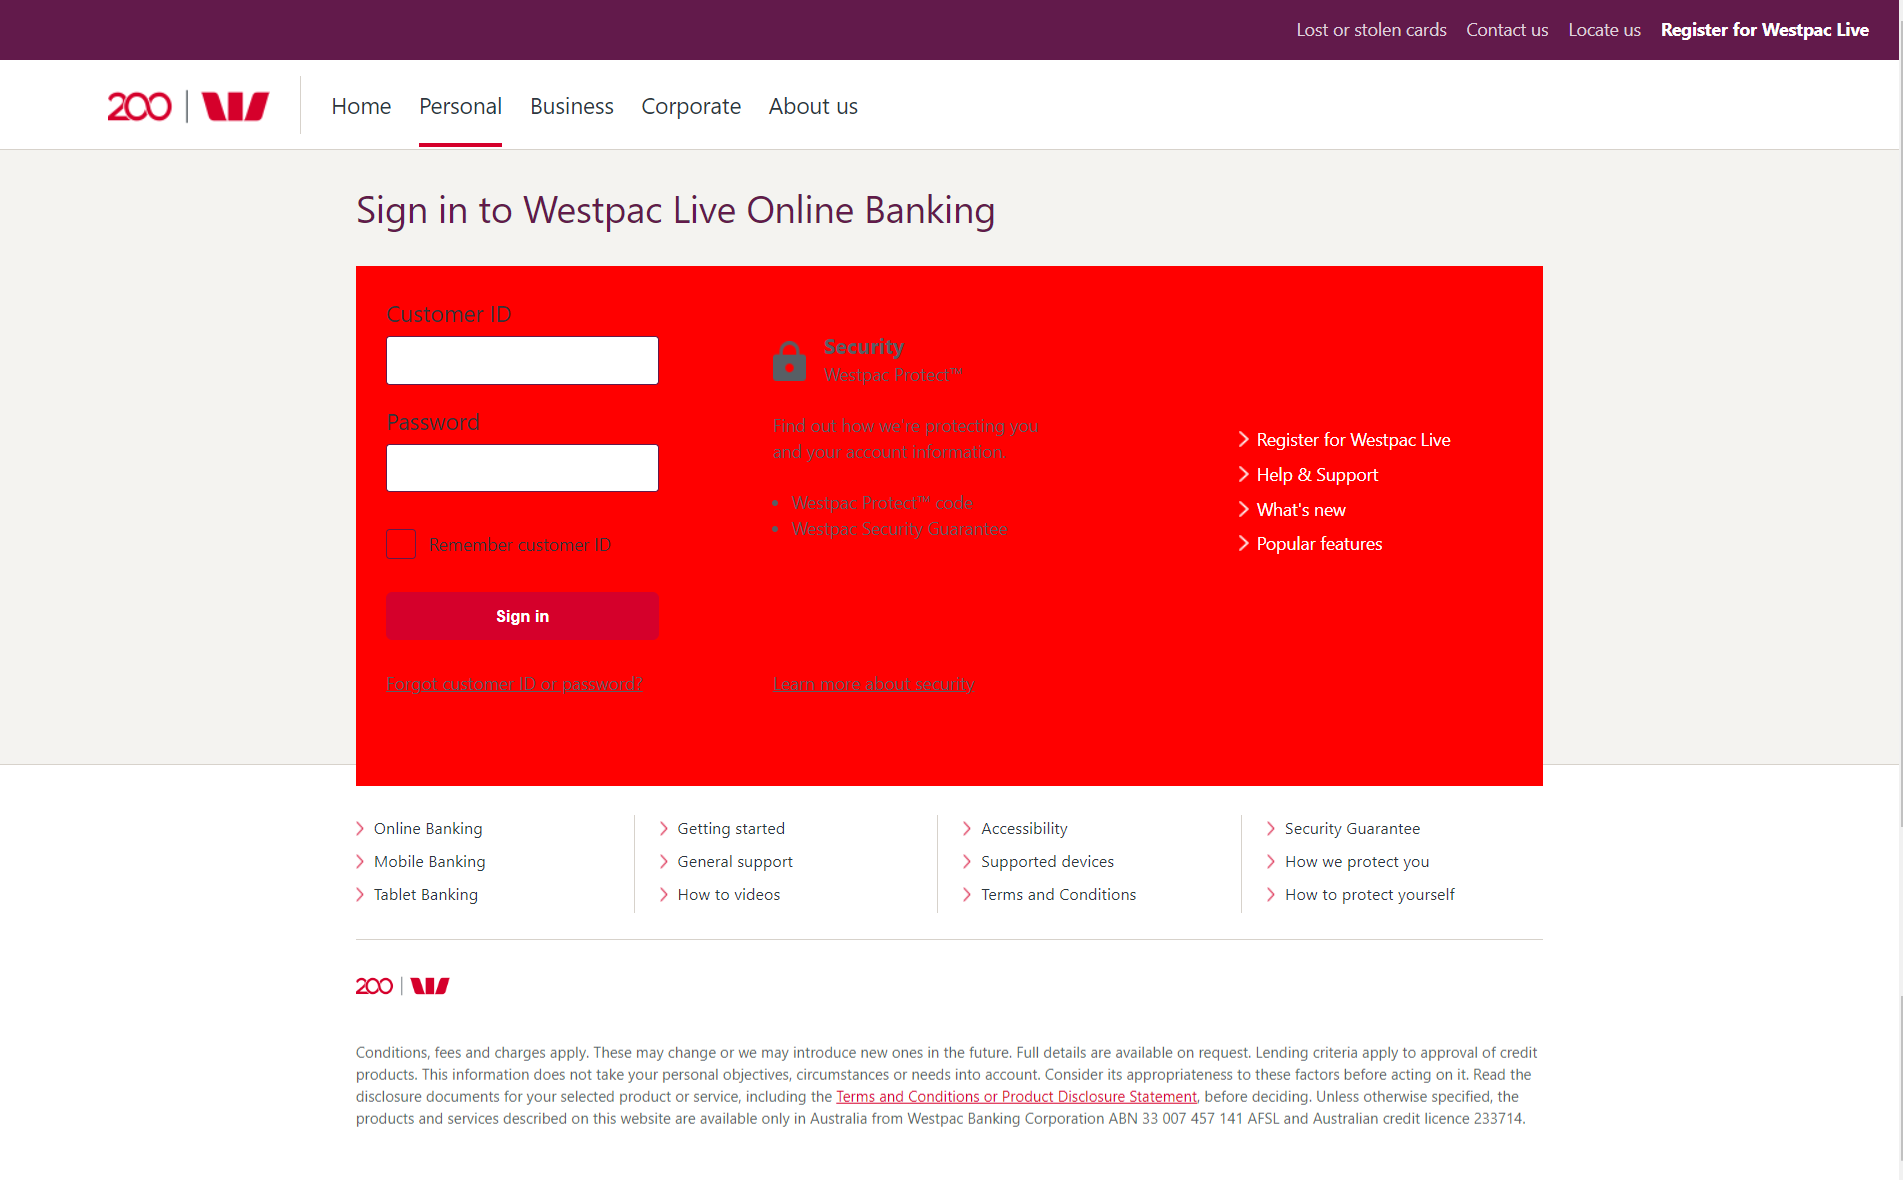 Lost or stolen cards Contact us Locate us Register for Westpac Live
200 Home Personal Business Corporate About us
Sign in to Westpac Live Online Banking
Customer ID
Password
Remember customer ID
Sign in
Forgot customer ID or password?
Security
Westpac Protect™
Find out how we're protecting you
and your account information.
• Westpac Protect™ code
• Westpac Security Guarantee
Learn more about security
Register for Westpac Live
Help & Support
What's new
Popular features
Online Banking
Mobile Banking
Tablet Banking
Getting started
General support
How to videos
Accessibility
Supported devices
Terms and Conditions
Security Guarantee
How we protect you
How to protect yourself
200
Conditions, fees and charges apply. These may change or we may introduce new ones in the future. Full details are available on request. Lending criteria apply to approval of credit
products. This information does not take your personal objectives, circumstances or needs into account. Consider its appropriateness to these factors before acting on it. Read the
disclosure documents for your selected product or service, including the Terms and Conditions or Product Disclosure Statement, before deciding. Unless otherwise specified, the
products and services described on this website are available only in Australia from Westpac Banking Corporation ABN 33 007 457 141 AFSL and Australian credit licence 233714.